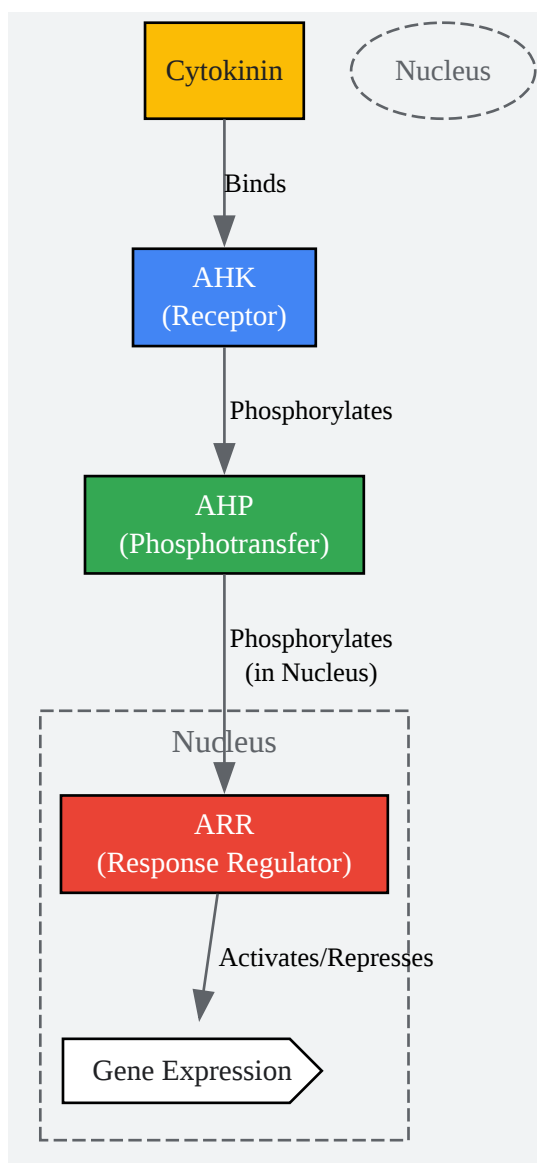 Cytokinin
Nucleus
Binds
AHK
(Receptor)
Phosphorylates
AHP
(Phosphotransfer)
Phosphorylates
(in Nucleus)
Nucleus
ARR
(Response Regulator)
Activates/Represses
Gene Expression